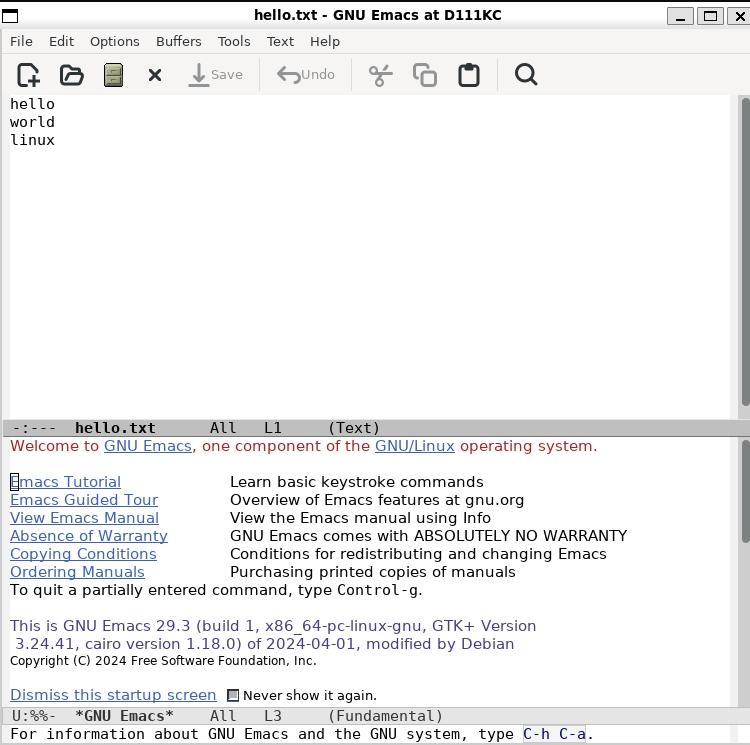 hello.txt - GNU Emacs at D111KC
File Edit Options Buffers Tools Text Help
Save Undo
hello
world
linux
-:--- hello.txt All L1 (Text)
Welcome to GNU Emacs, one component of the GNU/Linux operating system.
Emacs Tutorial Learn basic keystroke commands
Emacs Guided Tour Overview of Emacs features at gnu.org
View Emacs Manual View the Emacs manual using Info
Absence of Warranty GNU Emacs comes with ABSOLUTELY NO WARRANTY
Copying Conditions Conditions for redistributing and changing Emacs
Ordering Manuals Purchasing printed copies of manuals
To quit a partially entered command, type Control-g.
This is GNU Emacs 29.3 (build 1, x86_64-pc-linux-gnu, GTK+ Version
3.24.41, cairo version 1.18.0) of 2024-04-01, modified by Debian
Copyright (C) 2024 Free Software Foundation, Inc.
Dismiss this startup screen Never show it again.
U:%%- *GNU Emacs* All L3 (Fundamental)
For information about GNU Emacs and the GNU system, type C-h C-a.